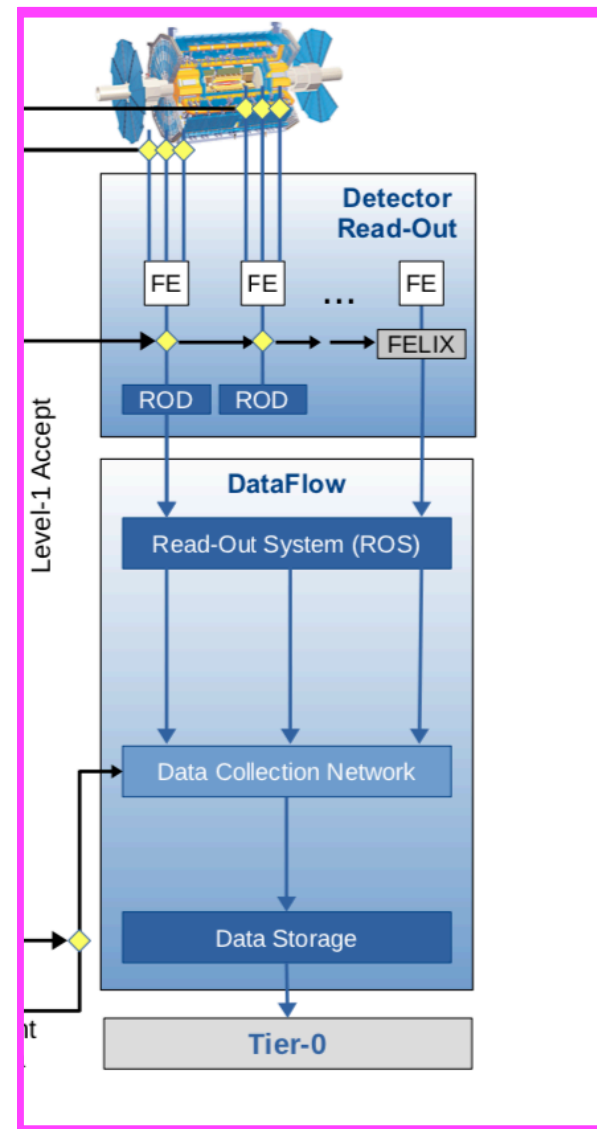 Detector
Read-Out
FE
FE
...
FE
FELIX
ROD
ROD
Level-1 Accept
DataFlow
Read-Out System (ROS)
Data Collection Network
Data Storage
Tier-0